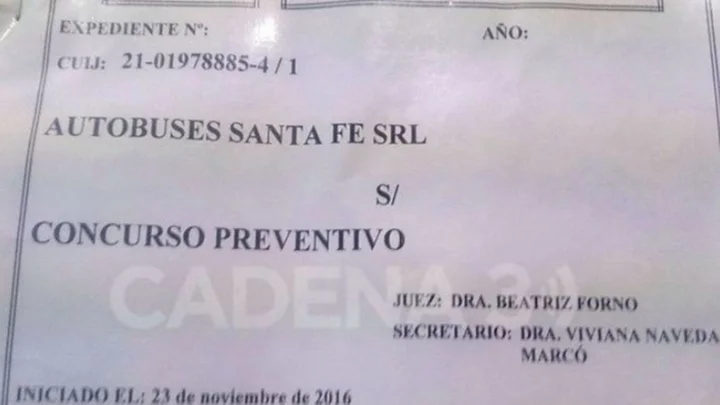 EXPEDIENTE Nº:
AÑO:
CUIJ: 21-01978885-4 / 1
AUTOBUSES SANTA FE SRL
S/
CONCURSO PREVENTIVO
CADENA 3
JUEZ: DRA. BEATRIZ FORNO
SECRETARIO: DRA. VIVIANA NAVEDA
MARCÓ
INICIADO EL: 23 de noviembre de 2016